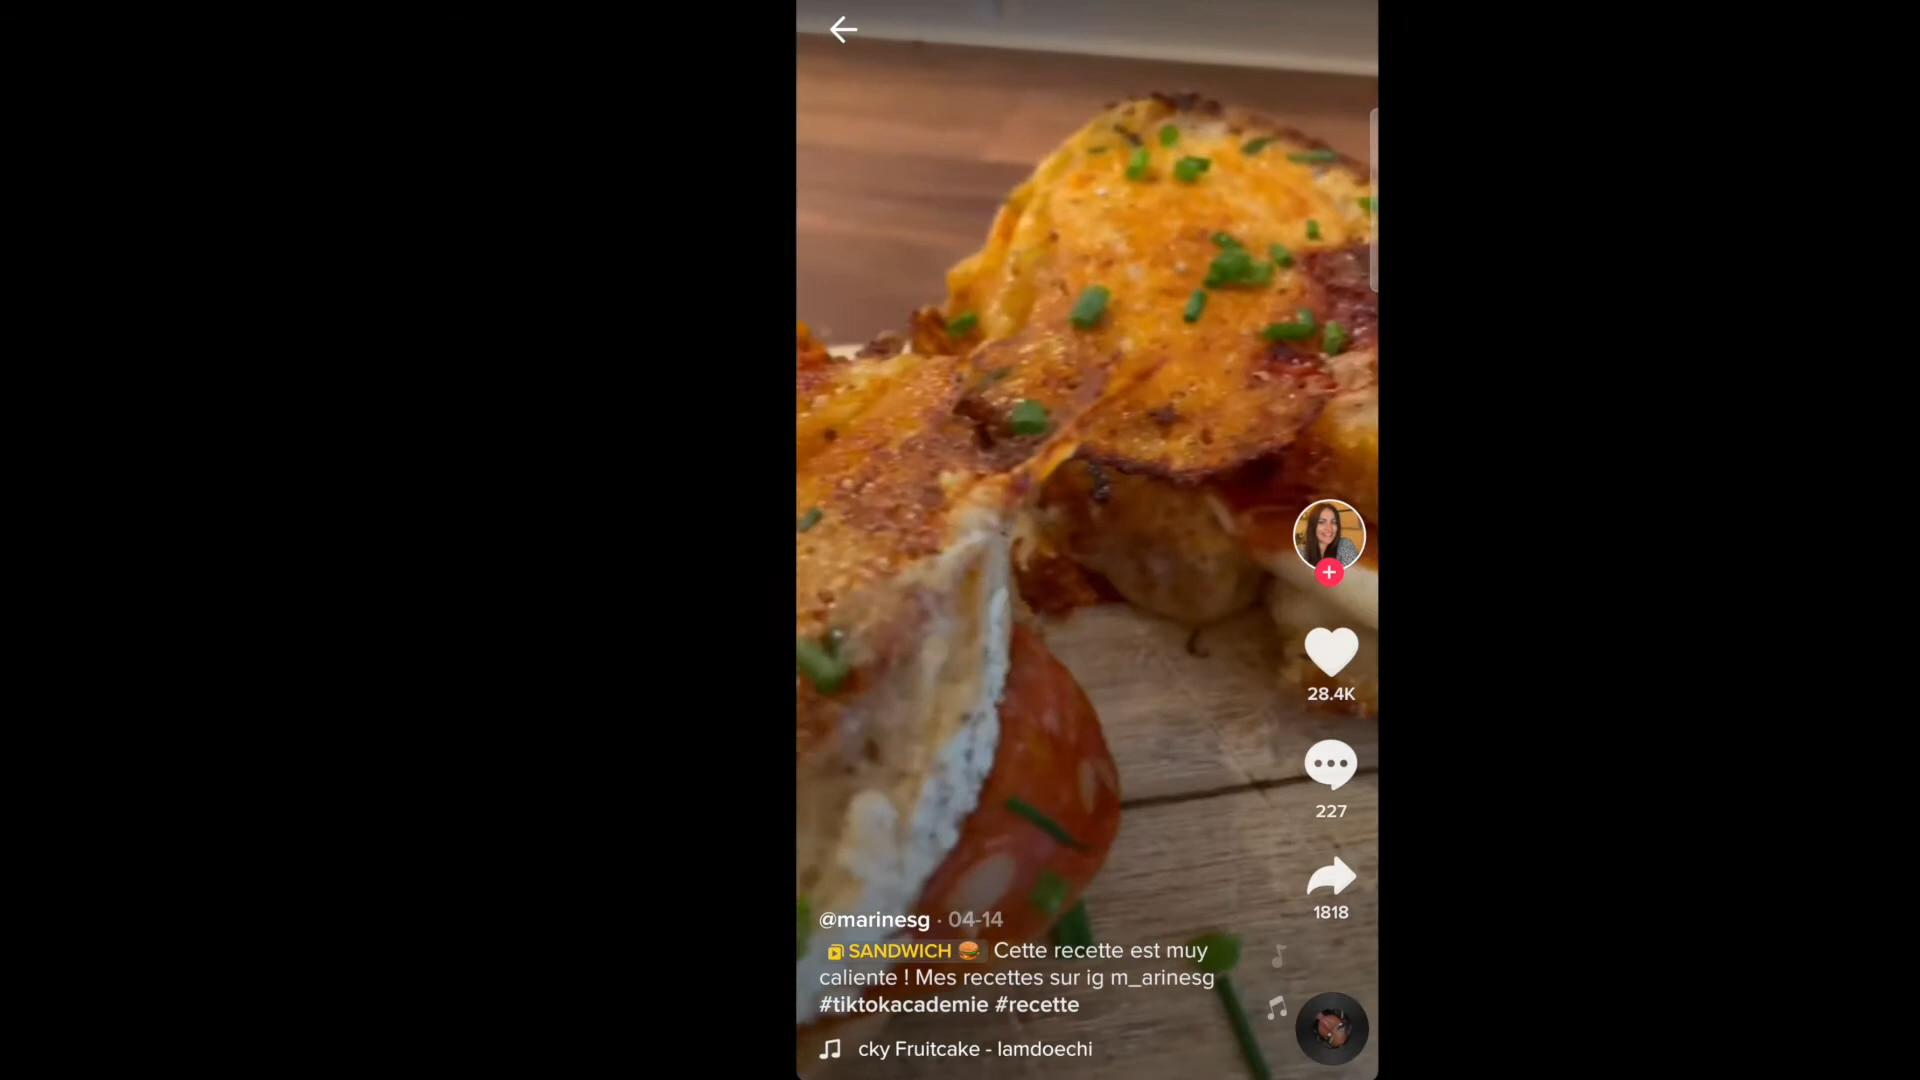 28.4K
227
1818
@marinesg · 04-14
SANDWICH 🍔 Cette recette est muy
caliente ! Mes recettes sur ig m_arinesg
#tiktokacademie #recette
cky Fruitcake - Iamdoechi